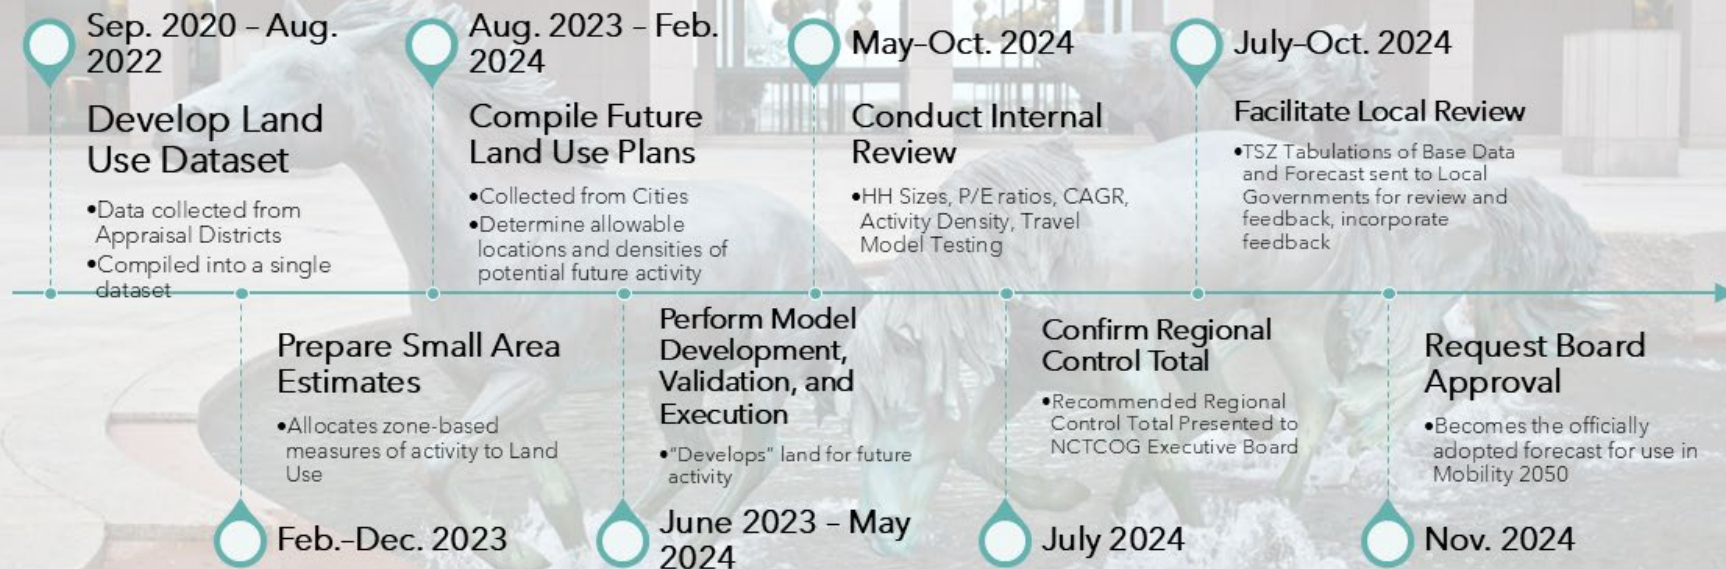 Sep. 2020 – Aug.
2022
Develop Land
Use Dataset
•Data collected from
Appraisal Districts
•Compiled into a single
dataset
Prepare Small Area
Estimates
•Allocates zone-based
measures of activity to Land
Use
Feb.–Dec. 2023
Aug. 2023 – Feb.
2024
Compile Future
Land Use Plans
•Collected from Cities
•Determine allowable
locations and densities of
potential future activity
Perform Model
Development,
Validation, and
Execution
•"Develops" land for future
activity
June 2023 – May
2024
May–Oct. 2024
Conduct Internal
Review
•HH Sizes, P/E ratios, CAGR,
Activity Density, Travel
Model Testing
Confirm Regional
Control Total
•Recommended Regional
Control Total Presented to
NCTCOG Executive Board
July 2024
July–Oct. 2024
Facilitate Local Review
•TSZ Tabulations of Base Data
and Forecast sent to Local
Governments for review and
feedback, incorporate
feedback
Request Board
Approval
•Becomes the officially
adopted forecast for use in
Mobility 2050
Nov. 2024